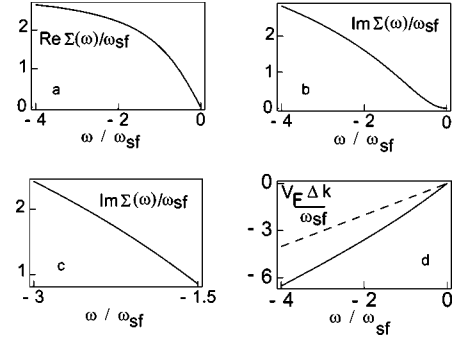 2
1
0
Re Σ(ω)/ωsf
a
- 4
- 2
0
ω / ωsf
2
1
0
Im Σ(ω)/ωsf
b
- 4
- 2
0
ω / ωsf
2
1
Im Σ(ω)/ωsf
c
- 3
- 1.5
ω / ωsf
0
- 3
- 6
VF Δ k
ωsf
d
- 4
- 2
0
ω / ωsf